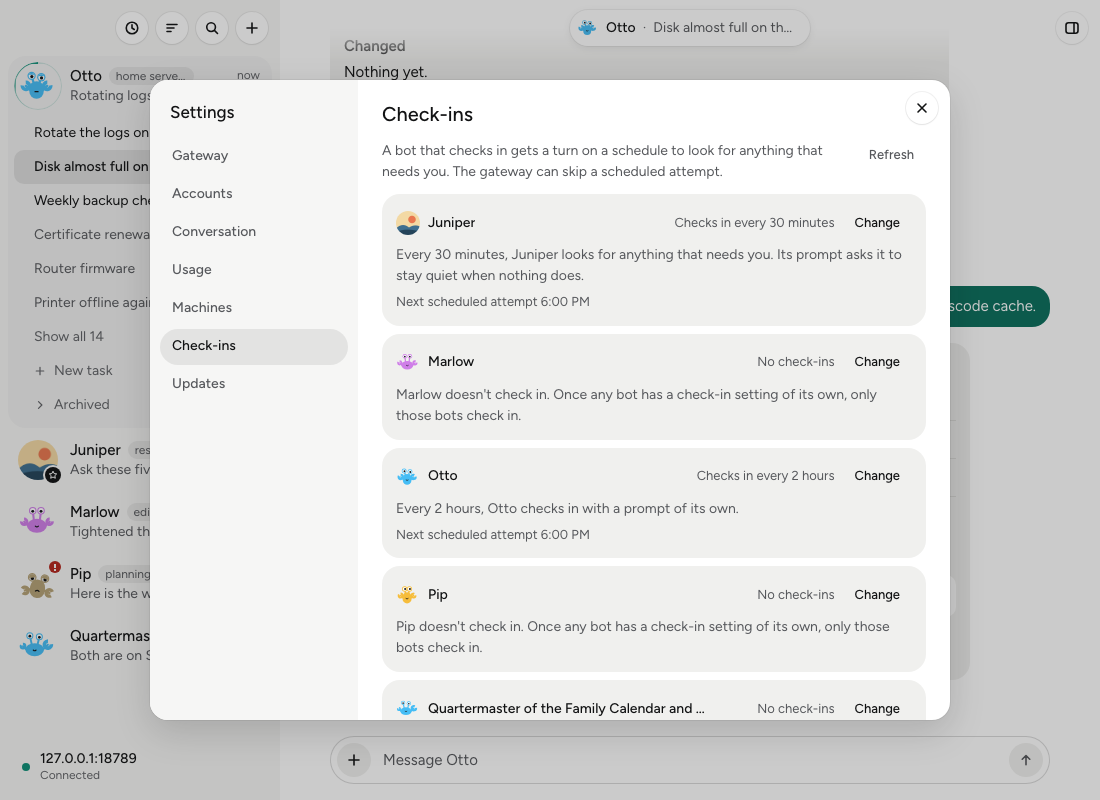 Otto · Disk almost full on th...
Otto home serve... now
Rotating logs
Rotate the logs on
Disk almost full on
Weekly backup che
Certificate renewa
Router firmware
Printer offline again
Show all 14
New task
Archived
Juniper res
Ask these fiv
Marlow edi
Tightened th
Pip planning
Here is the w
Quartermas
Both are on S
127.0.0.1:18789
Connected
Changed
Nothing yet.
scode cache.
Message Otto
Settings
Gateway
Accounts
Conversation
Usage
Machines
Check-ins
Updates
Check-ins
A bot that checks in gets a turn on a schedule to look for anything that
needs you. The gateway can skip a scheduled attempt.
Refresh
Juniper Checks in every 30 minutes Change
Every 30 minutes, Juniper looks for anything that needs you. Its prompt asks it to
stay quiet when nothing does.
Next scheduled attempt 6:00 PM
Marlow No check-ins Change
Marlow doesn't check in. Once any bot has a check-in setting of its own, only
those bots check in.
Otto Checks in every 2 hours Change
Every 2 hours, Otto checks in with a prompt of its own.
Next scheduled attempt 6:00 PM
Pip No check-ins Change
Pip doesn't check in. Once any bot has a check-in setting of its own, only those
bots check in.
Quartermaster of the Family Calendar and ... No check-ins Change